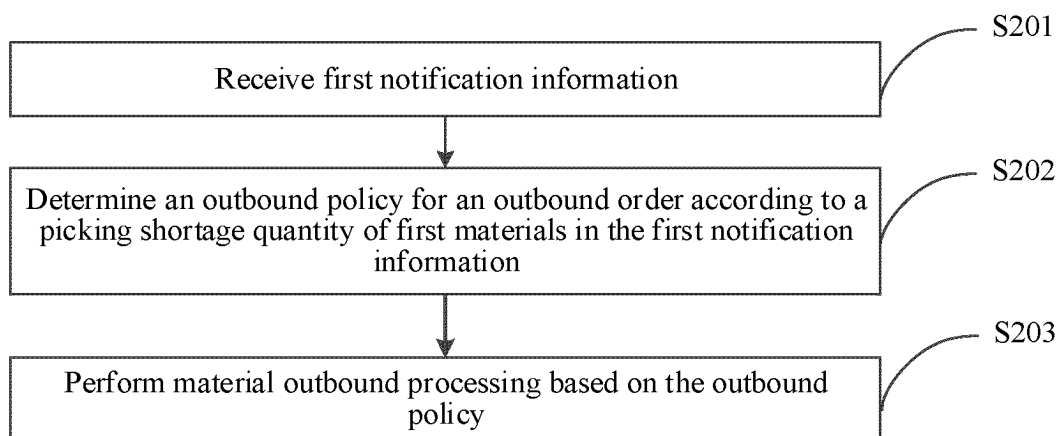 S201
Receive first notification information
S202
Determine an outbound policy for an outbound order according to a
picking shortage quantity of first materials in the first notification
information
S203
Perform material outbound processing based on the outbound
policy